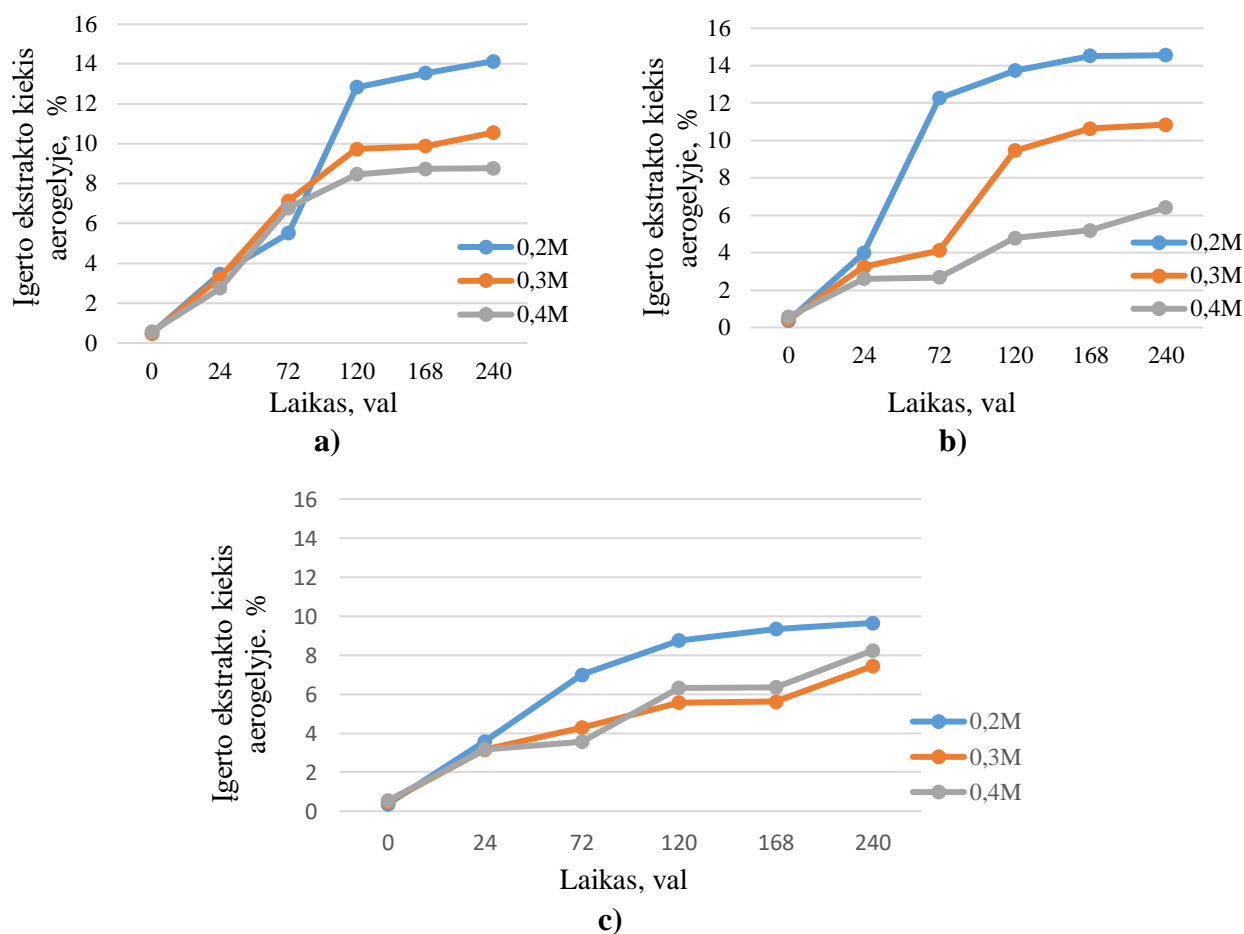 Įgerto ekstrakto kiekis
aerogelyje, %
16
14
12
10
8
6
4
2
0
0 24 72 120 168 240
Laikas, val
0,2M
0,3M
0,4M
a)
Įgerto ekstrakto kiekis
aerogelyje, %
16
14
12
10
8
6
4
2
0
0 24 72 120 168 240
Laikas, val
0,2M
0,3M
0,4M
b)
Įgerto ekstrakto kiekis
aerogelyje. %
16
14
12
10
8
6
4
2
0
0 24 72 120 168 240
Laikas, val
0,2M
0,3M
0,4M
c)